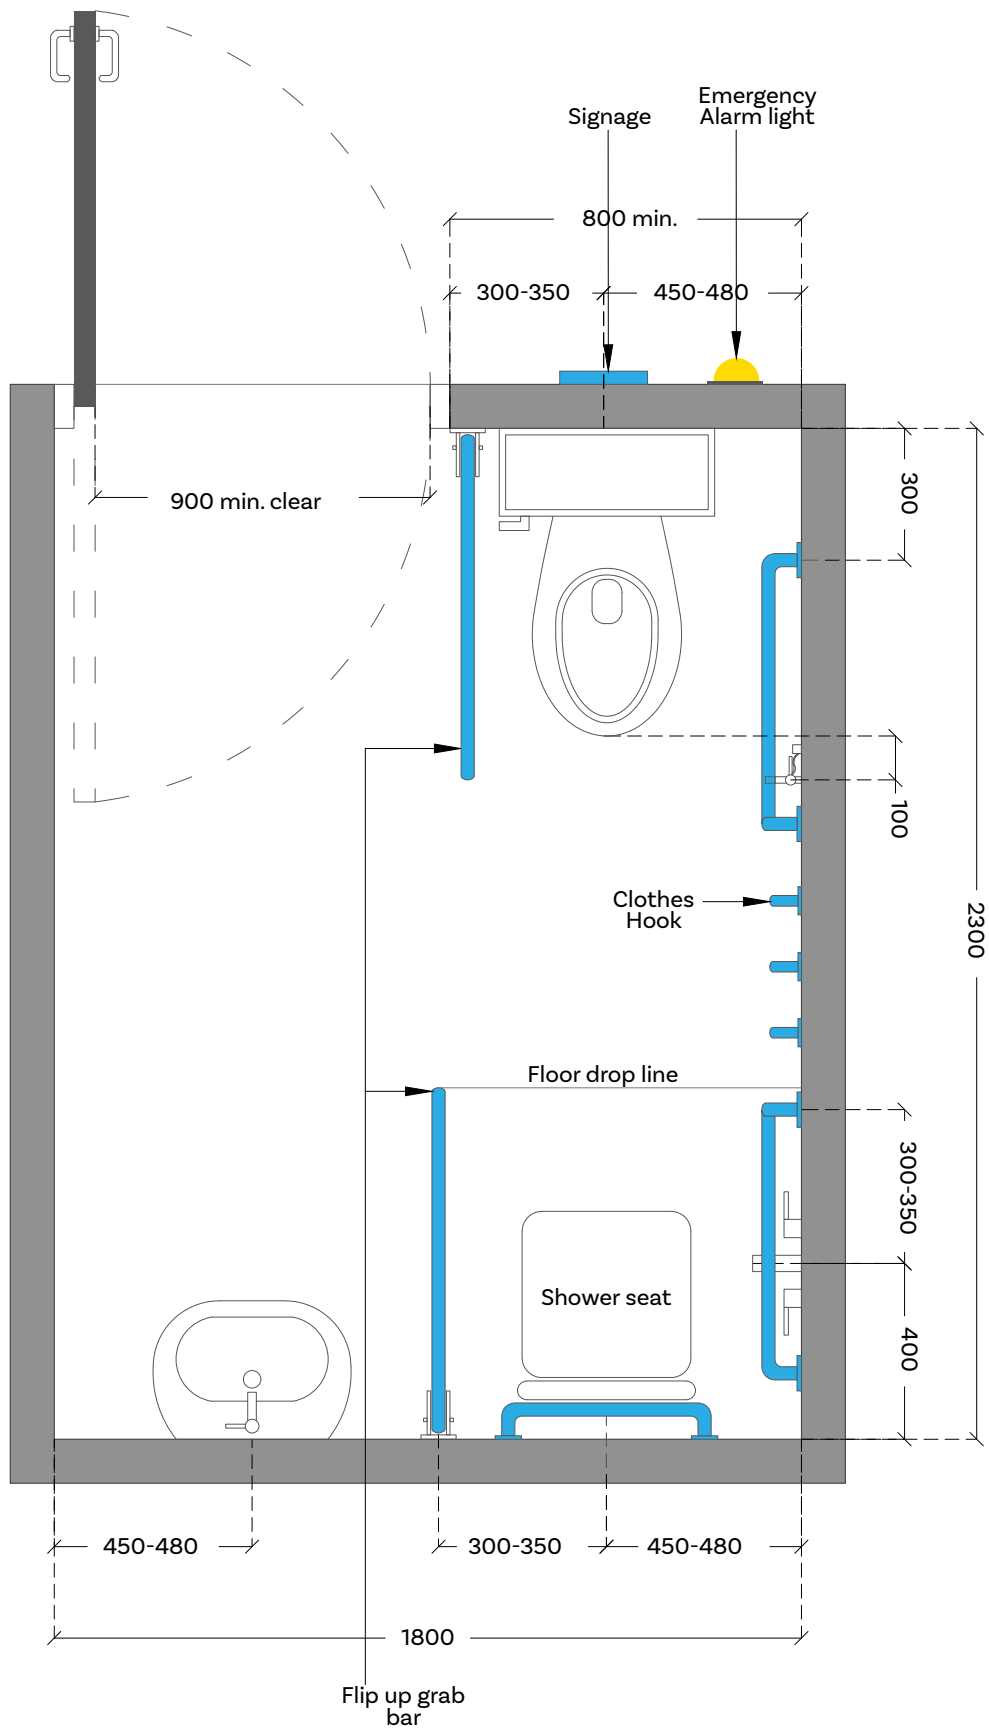 Emergency
Alarm light
Signage
800 min.
300-350
450-480
900 min. clear
300
100
Clothes
Hook
2300
Floor drop line
300-350
Shower seat
400
450-480
300-350
450-480
1800
Flip up grab
bar